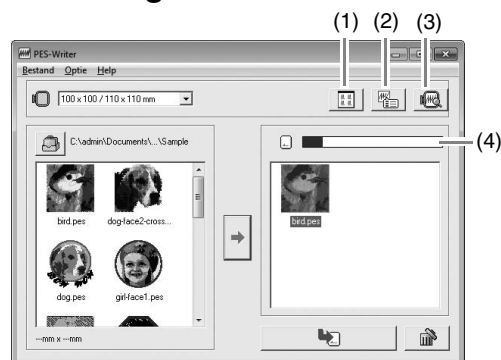 (1) (2) (3)
PES-Writer
Bestand Optie Help
100 x 100 / 110 x 110 mm
C:\admin\Documents\...\Sample
(4)
bird.pes dog-face2-cross... bird.pes
dog.pes girl-face1.pes
---mm x ---mm